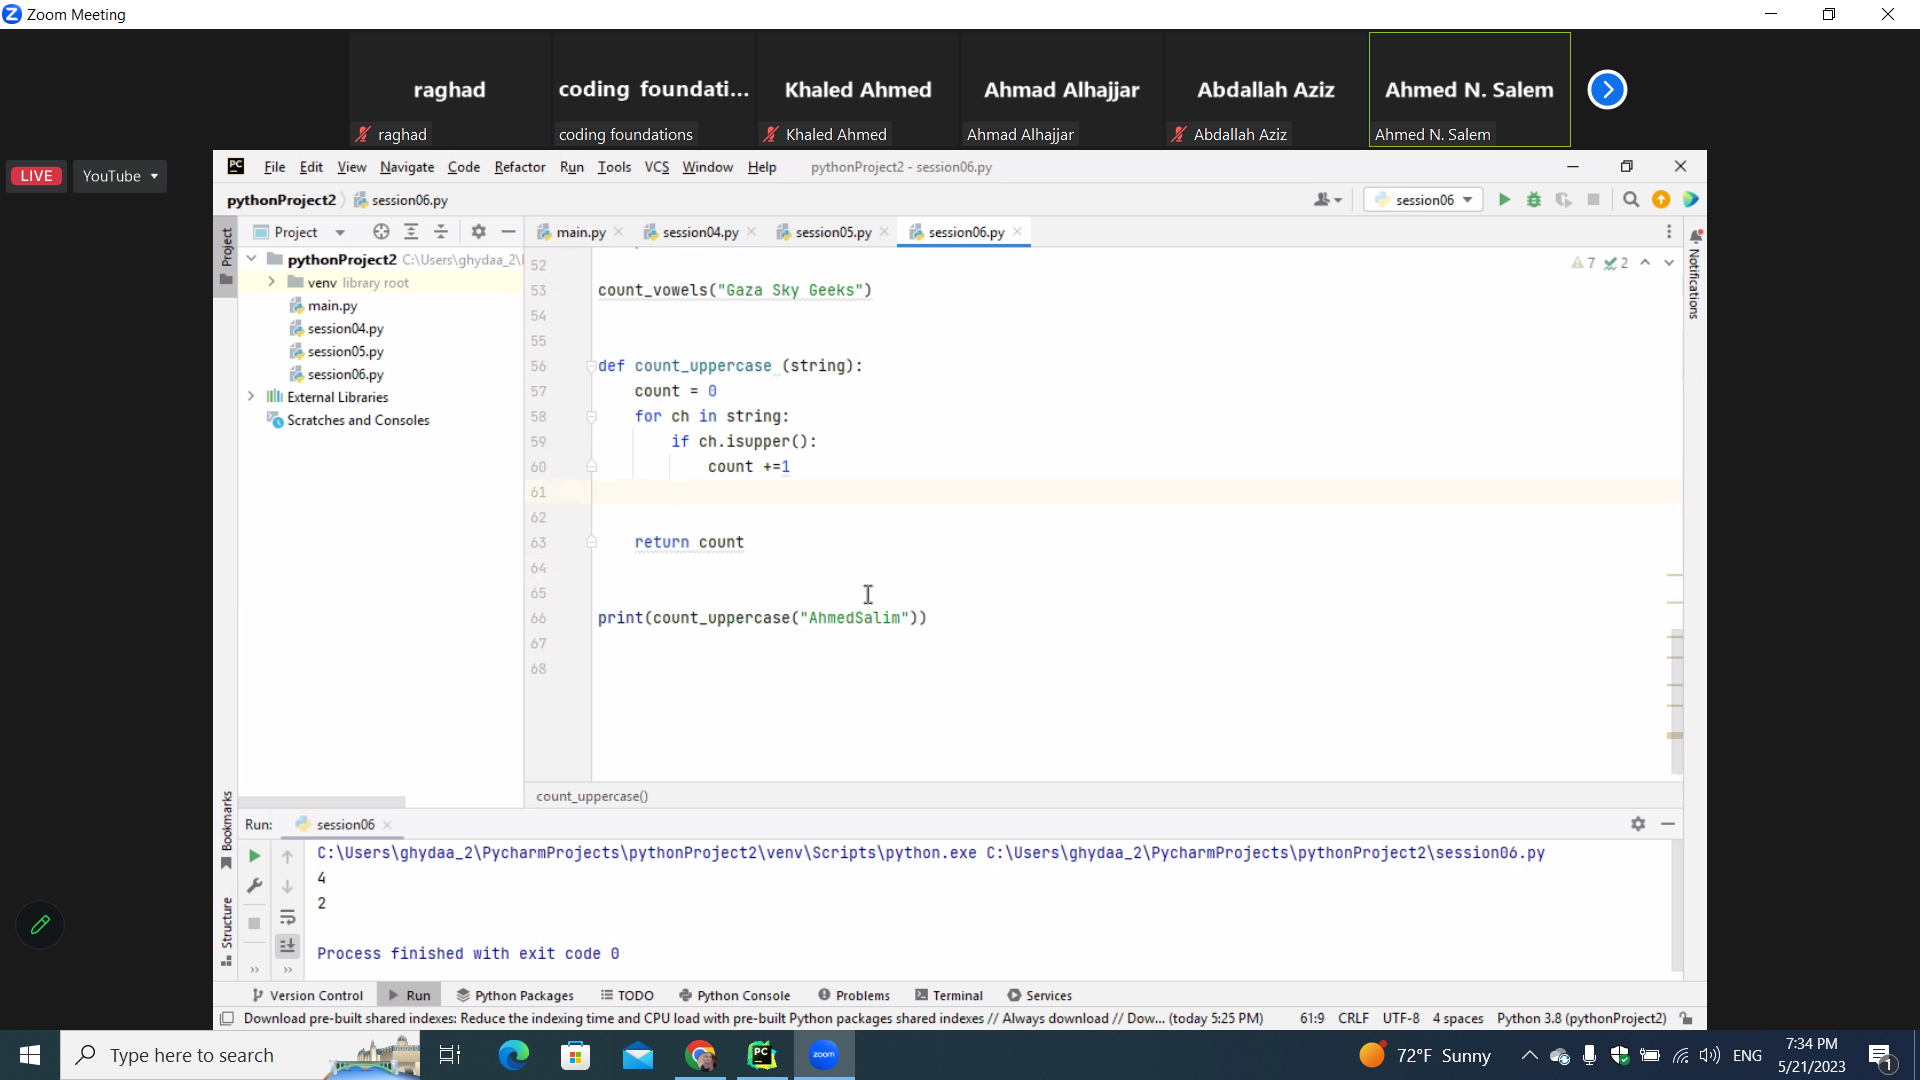 Zoom Meeting
raghad
coding foundati...
Khaled Ahmed
Ahmad Alhajjar
Abdallah Aziz
Ahmed N. Salem
raghad
coding foundations
Khaled Ahmed
Ahmad Alhajjar
Abdallah Aziz
Ahmed N. Salem
LIVE
YouTube
File Edit View Navigate Code Refactor Run Tools VCS Window Help
pythonProject2 - session06.py
pythonProject2
session06.py
session06
Project
Project
main.py
session04.py
session05.py
session06.py
Notifications
pythonProject2 C:\Users\ghydaa_2\
venv library root
main.py
session04.py
session05.py
session06.py
External Libraries
Scratches and Consoles
7 2
52
53 count_vowels("Gaza Sky Geeks")
54
55
56 def count_uppercase (string):
57 count = 0
58 for ch in string:
59 if ch.isupper():
60 count +=1
61
62
63 return count
64
65
66 print(count_uppercase("AhmedSalim"))
67
68
count_uppercase()
Bookmarks
Structure
Run: session06
C:\Users\ghydaa_2\PycharmProjects\pythonProject2\venv\Scripts\python.exe C:\Users\ghydaa_2\PycharmProjects\pythonProject2\session06.py
4
2
Process finished with exit code 0
Version Control
Run
Python Packages
TODO
Python Console
Problems
Terminal
Services
Download pre-built shared indexes: Reduce the indexing time and CPU load with pre-built Python packages shared indexes // Always download // Dow... (today 5:25 PM)
61:9 CRLF UTF-8 4 spaces Python 3.8 (pythonProject2)
Type here to search
zoom
72°F Sunny
ENG
7:34 PM
5/21/2023
1